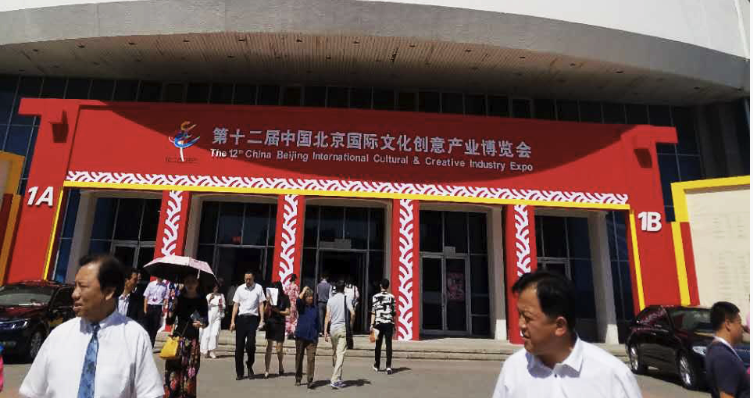 第十二届中国北京国际文化创意产业博览会
The 12th China Beijing International Cultural & Creative Industry Expo
1A
1B